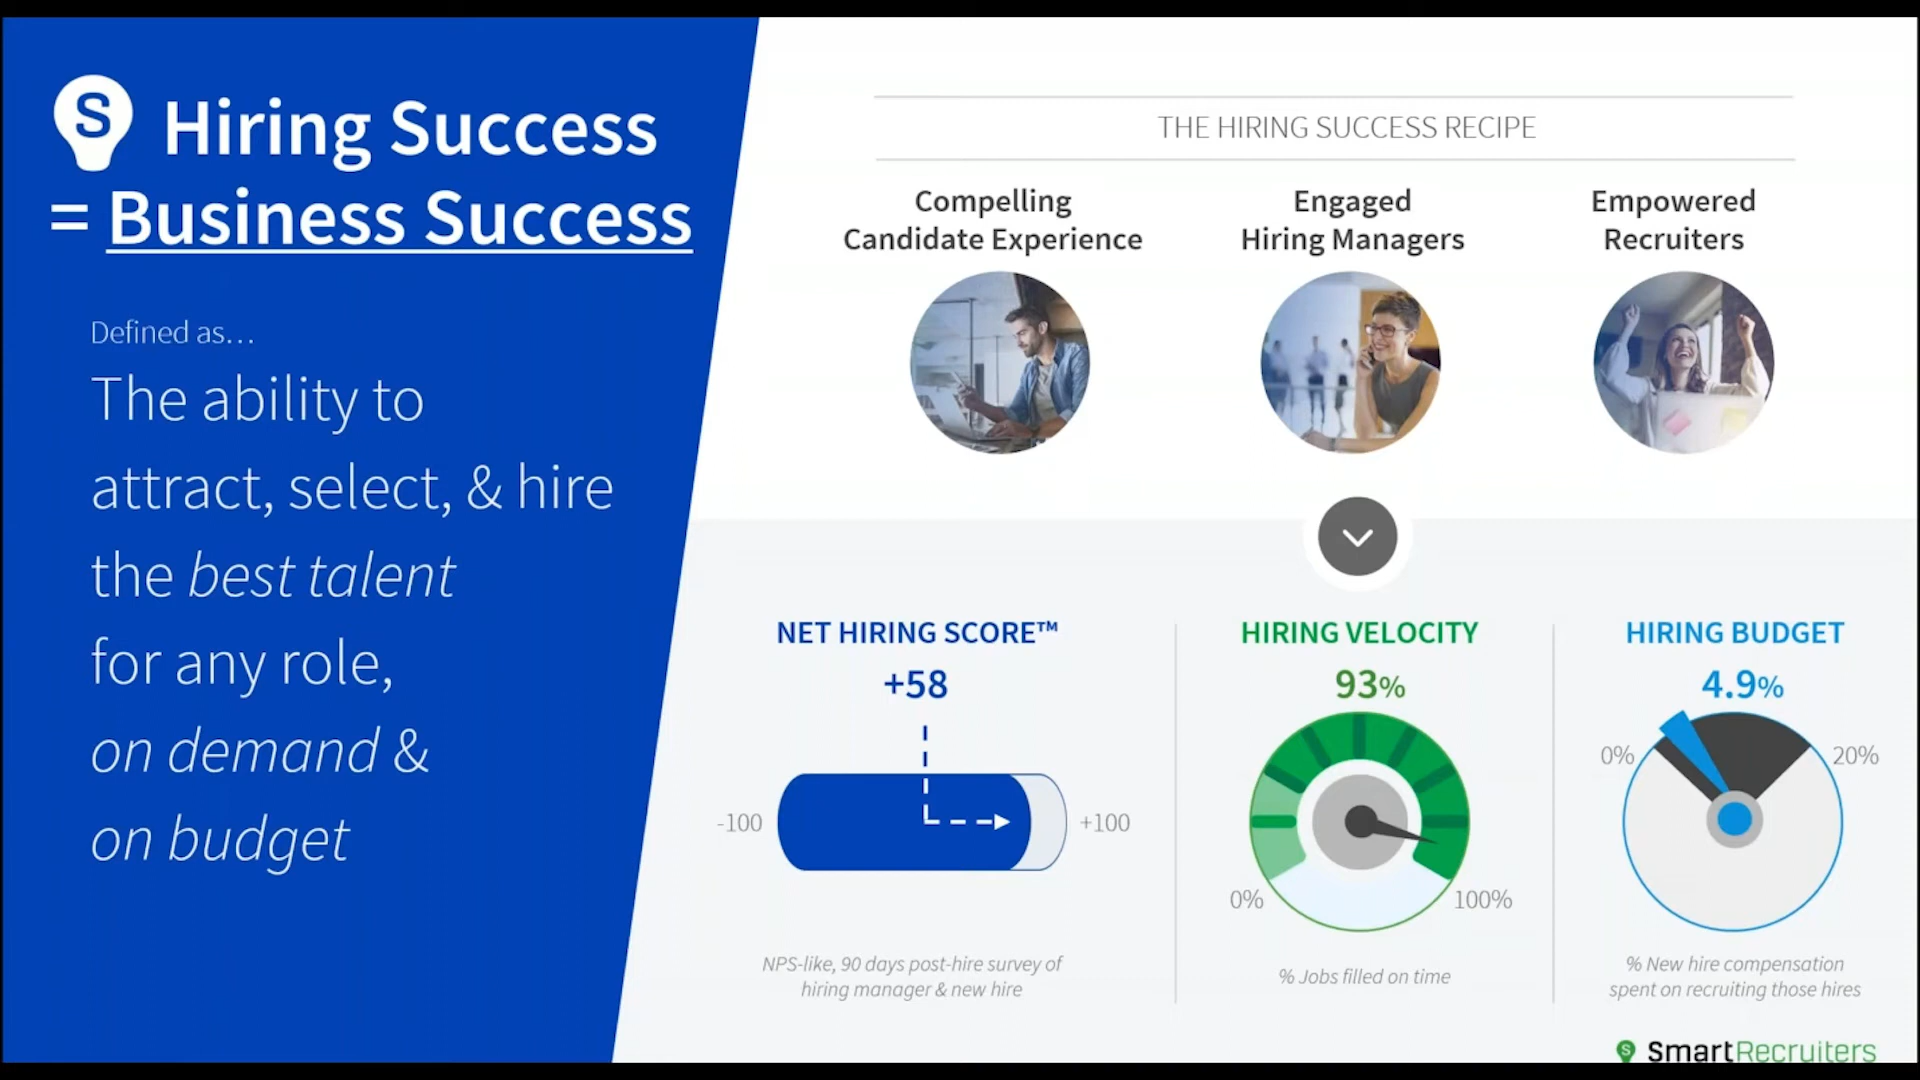 S Hiring Success
= Business Success
Defined as...
The ability to
attract, select, & hire
the best talent
for any role,
on demand &
on budget
THE HIRING SUCCESS RECIPE
Compelling
Candidate Experience
Engaged
Hiring Managers
Empowered
Recruiters
NET HIRING SCORE™
+58
-100
+100
NPS-like, 90 days post-hire survey of
hiring manager & new hire
HIRING VELOCITY
93%
0%
100%
% Jobs filled on time
HIRING BUDGET
4.9%
0%
20%
% New hire compensation
spent on recruiting those hires
S SmartRecruiters